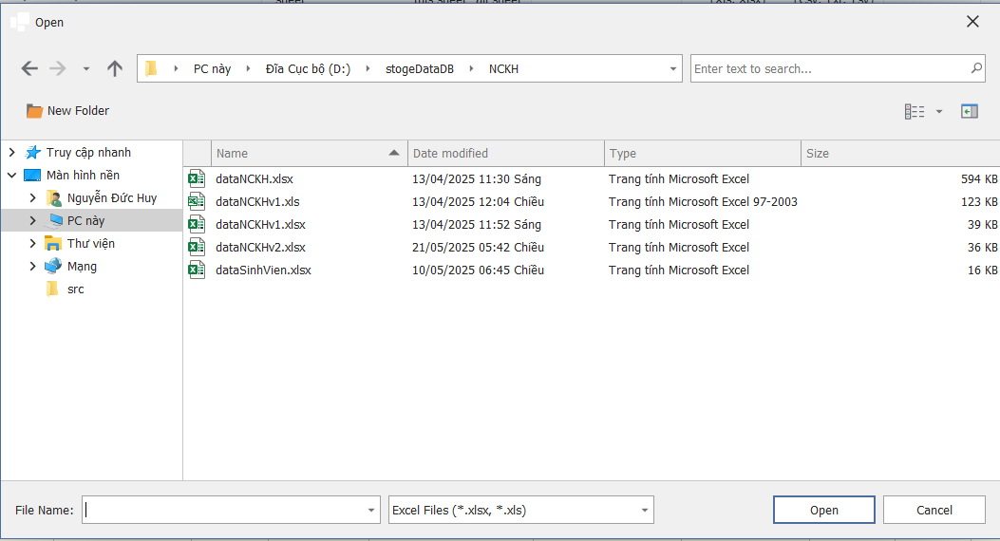 Open
PC này Đĩa Cục bộ (D:) stogeDataDB NCKH
Enter text to search...
New Folder
Truy cập nhanh
Màn hình nền
Nguyễn Đức Huy
PC này
Thư viện
Mạng
src
Name Date modified Type Size
dataNCKH.xlsx 13/04/2025 11:30 Sáng Trang tính Microsoft Excel 594 KB
dataNCKHv1.xls 13/04/2025 12:04 Chiều Trang tính Microsoft Excel 97-2003 123 KB
dataNCKHv1.xlsx 13/04/2025 11:52 Sáng Trang tính Microsoft Excel 39 KB
dataNCKHv2.xlsx 21/05/2025 05:42 Chiều Trang tính Microsoft Excel 36 KB
dataSinhVien.xlsx 10/05/2025 06:45 Chiều Trang tính Microsoft Excel 16 KB
File Name:
Excel Files (*.xlsx, *.xls)
Open
Cancel